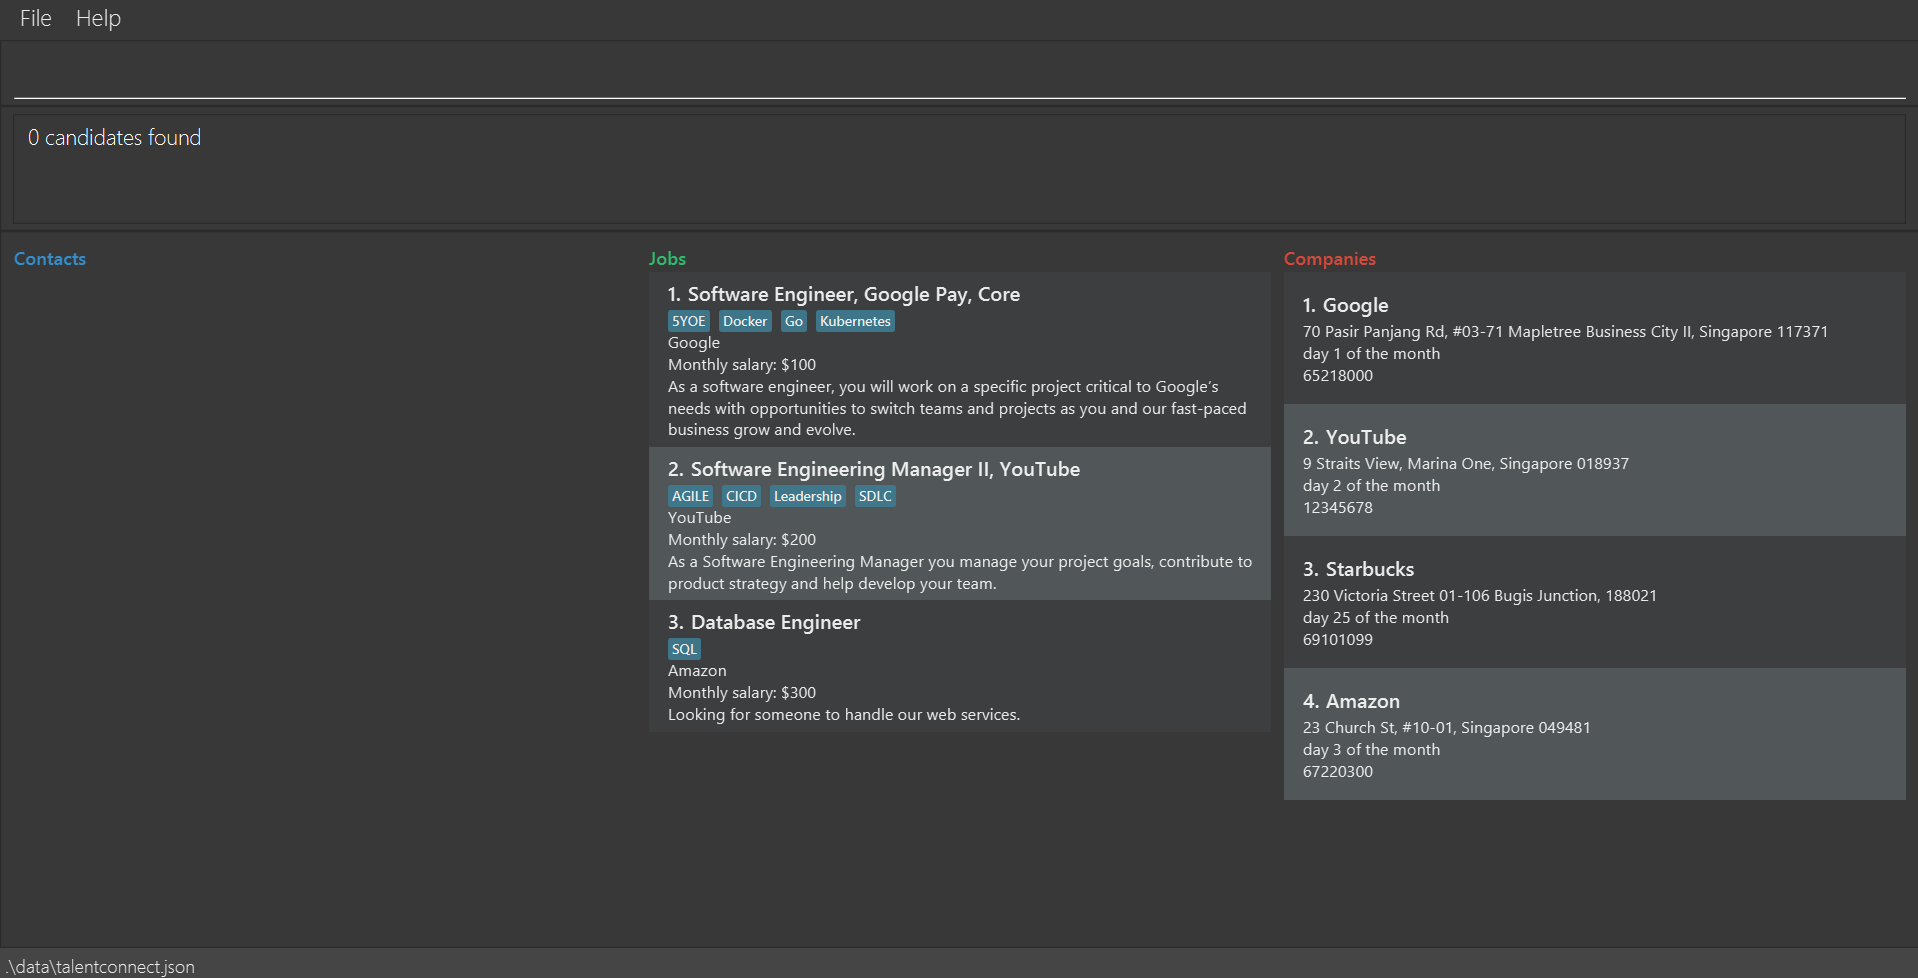 File Help
0 candidates found
Contacts
Jobs
1. Software Engineer, Google Pay, Core
5YOE Docker Go Kubernetes
Google
Monthly salary: $100
As a software engineer, you will work on a specific project critical to Google’s
needs with opportunities to switch teams and projects as you and our fast-paced
business grow and evolve.
2. Software Engineering Manager II, YouTube
AGILE CICD Leadership SDLC
YouTube
Monthly salary: $200
As a Software Engineering Manager you manage your project goals, contribute to
product strategy and help develop your team.
3. Database Engineer
SQL
Amazon
Monthly salary: $300
Looking for someone to handle our web services.
Companies
1. Google
70 Pasir Panjang Rd, #03-71 Mapletree Business City II, Singapore 117371
day 1 of the month
65218000
2. YouTube
9 Straits View, Marina One, Singapore 018937
day 2 of the month
12345678
3. Starbucks
230 Victoria Street 01-106 Bugis Junction, 188021
day 25 of the month
69101099
4. Amazon
23 Church St, #10-01, Singapore 049481
day 3 of the month
67220300
.\data\talentconnect.json